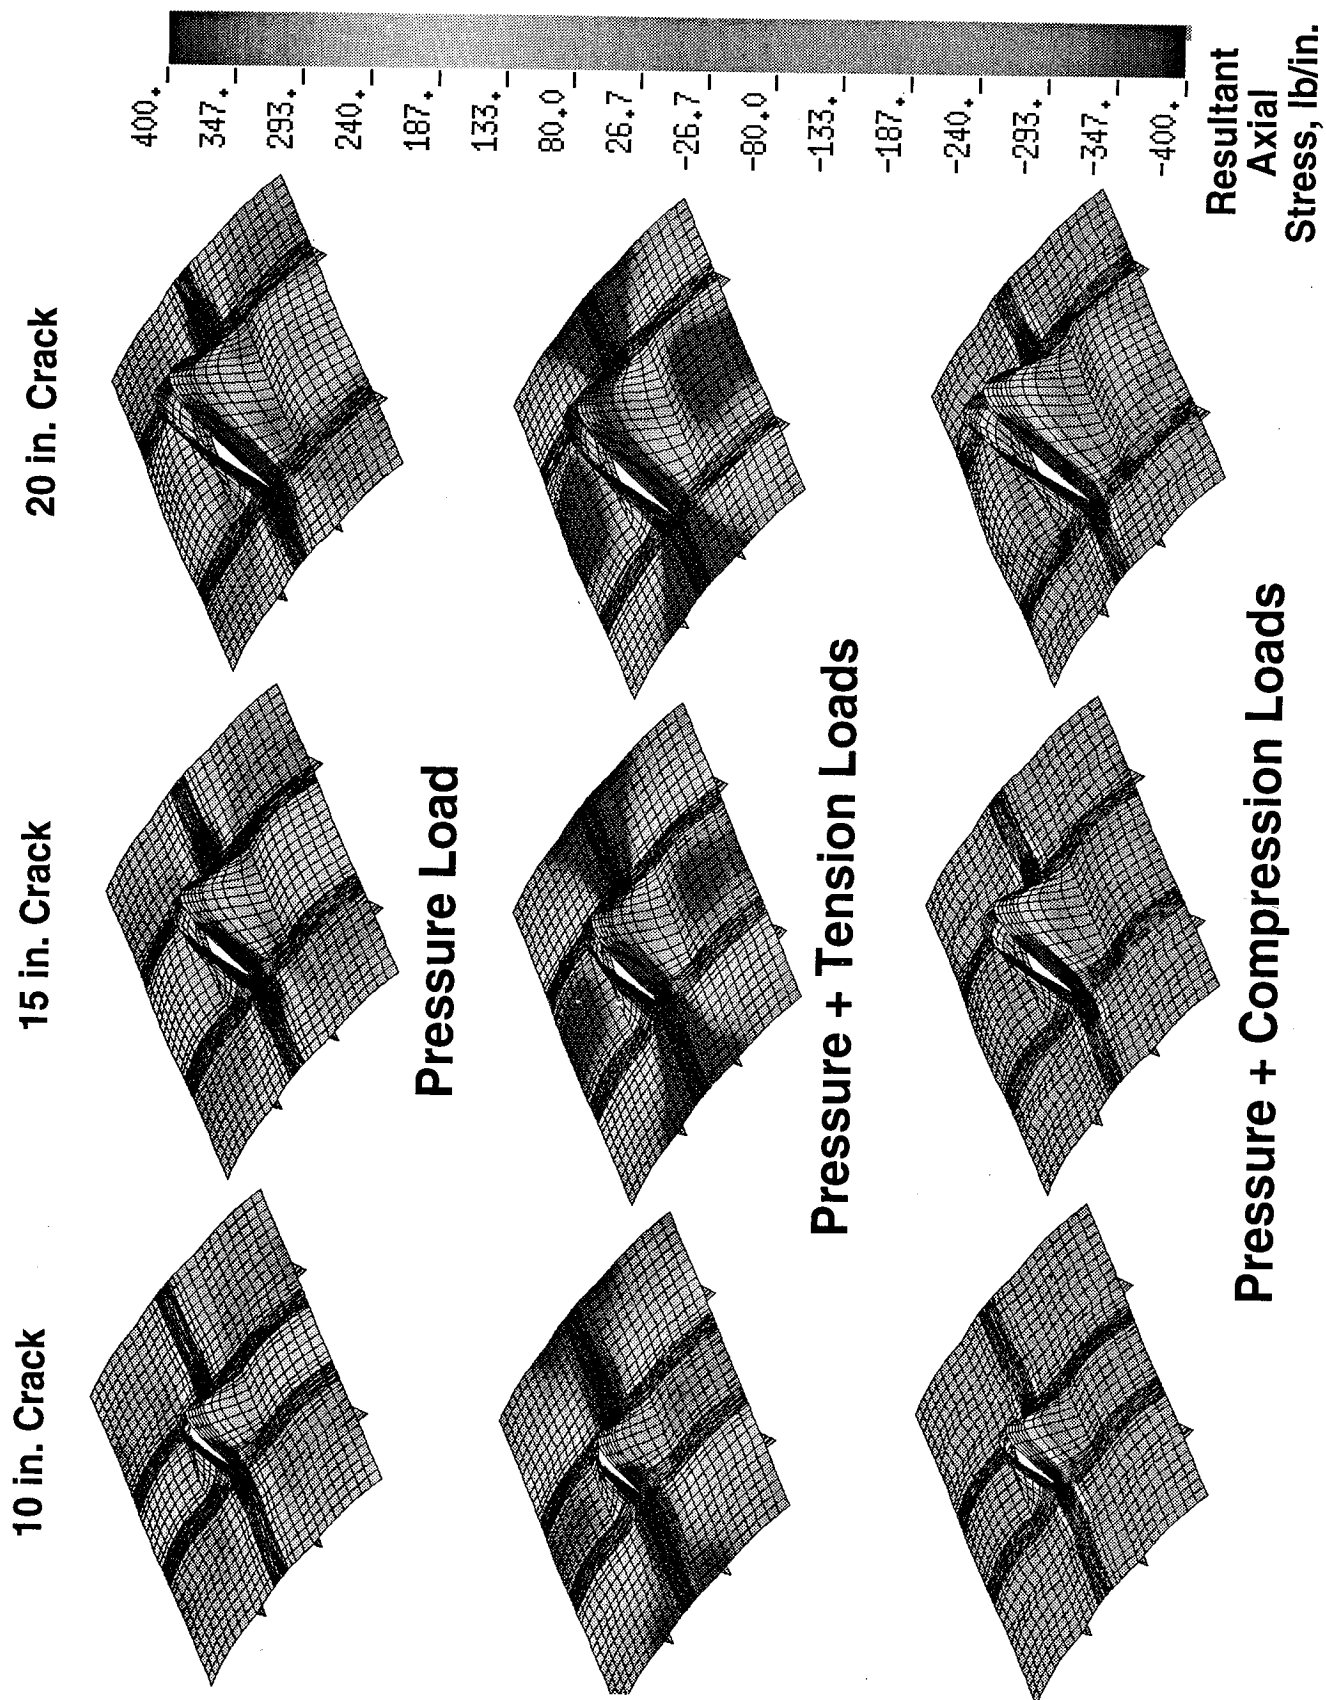 10 in. Crack
15 in. Crack
20 in. Crack
Pressure Load
Pressure + Tension Loads
Pressure + Compression Loads
400.
347.
293.
240.
187.
133.
80.0
26.7
-26.7
-80.0
-133.
-187.
-240.
-293.
-347.
-400.
Resultant
Axial
Stress, lb/in.